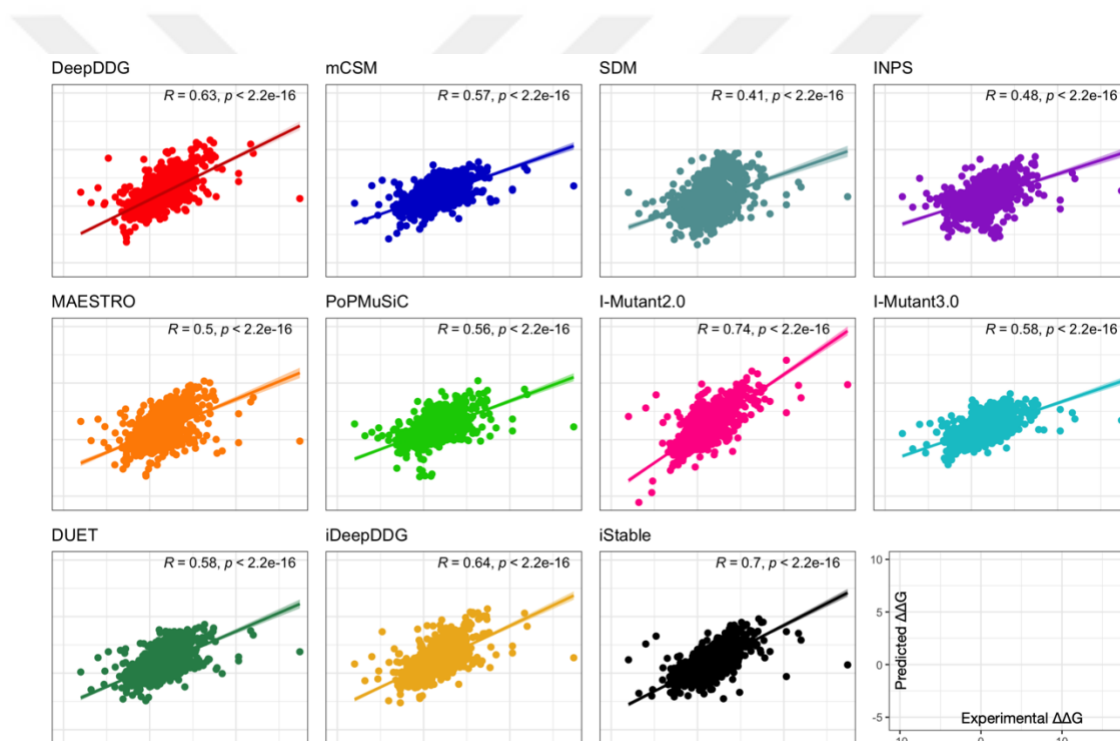 DeepDDG
mCSM
SDM
INPS
R = 0.63, p < 2.2e-16
R = 0.57, p < 2.2e-16
R = 0.41, p < 2.2e-16
R = 0.48, p < 2.2e-16
MAESTRO
PoPMuSiC
I-Mutant2.0
I-Mutant3.0
R = 0.5, p < 2.2e-16
R = 0.56, p < 2.2e-16
R = 0.74, p < 2.2e-16
R = 0.58, p < 2.2e-16
DUET
iDeepDDG
iStable
R = 0.58, p < 2.2e-16
R = 0.64, p < 2.2e-16
R = 0.7, p < 2.2e-16
10
5
0
-5
Predicted ΔΔG
Experimental ΔΔG